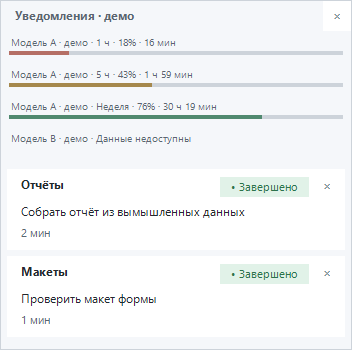 Уведомления · демо
×
Модель А · демо · 1 ч · 18% · 16 мин
Модель А · демо · 5 ч · 43% · 1 ч 59 мин
Модель А · демо · Неделя · 76% · 30 ч 19 мин
Модель В · демо · Данные недоступны
Отчёты • Завершено ×
Собрать отчёт из вымышленных данных
2 мин
Макеты • Завершено ×
Проверить макет формы
1 мин